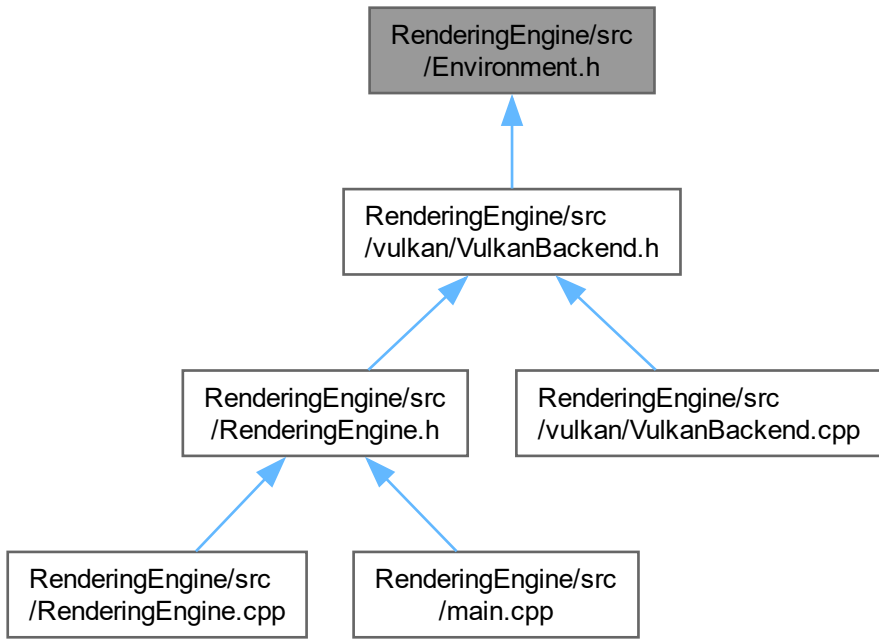 RenderingEngine/src
/Environment.h
RenderingEngine/src
/vulkan/VulkanBackend.h
RenderingEngine/src
/RenderingEngine.h
RenderingEngine/src
/vulkan/VulkanBackend.cpp
RenderingEngine/src
/RenderingEngine.cpp
RenderingEngine/src
/main.cpp